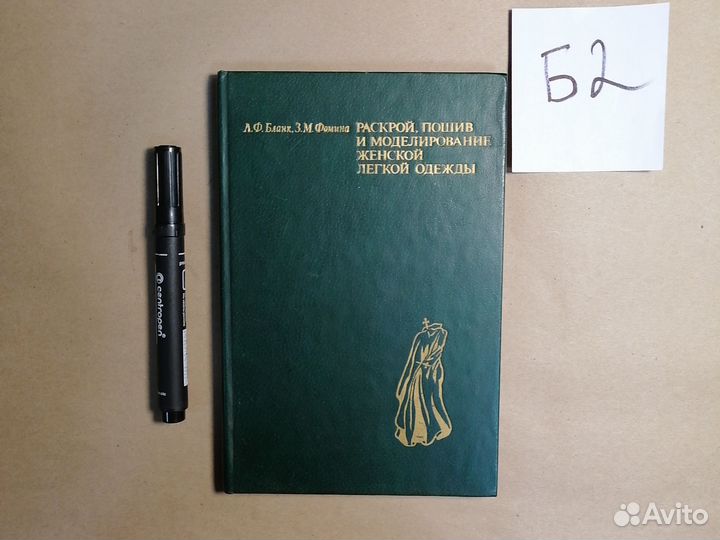 Б2
А.Ф. Бланк, З.М. Фомина
РАСКРОЙ, ПОШИВ
И МОДЕЛИРОВАНИЕ
ЖЕНСКОЙ
ЛЕГКОЙ ОДЕЖДЫ
centropen
Avito